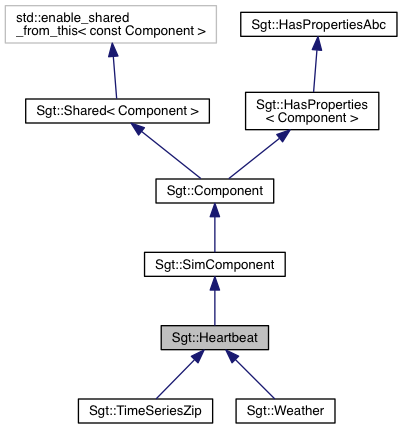 std::enable_shared
_from_this< const Component >
Sgt::HasPropertiesAbc
Sgt::Shared< Component >
Sgt::HasProperties
< Component >
Sgt::Component
Sgt::SimComponent
Sgt::Heartbeat
Sgt::TimeSeriesZip
Sgt::Weather